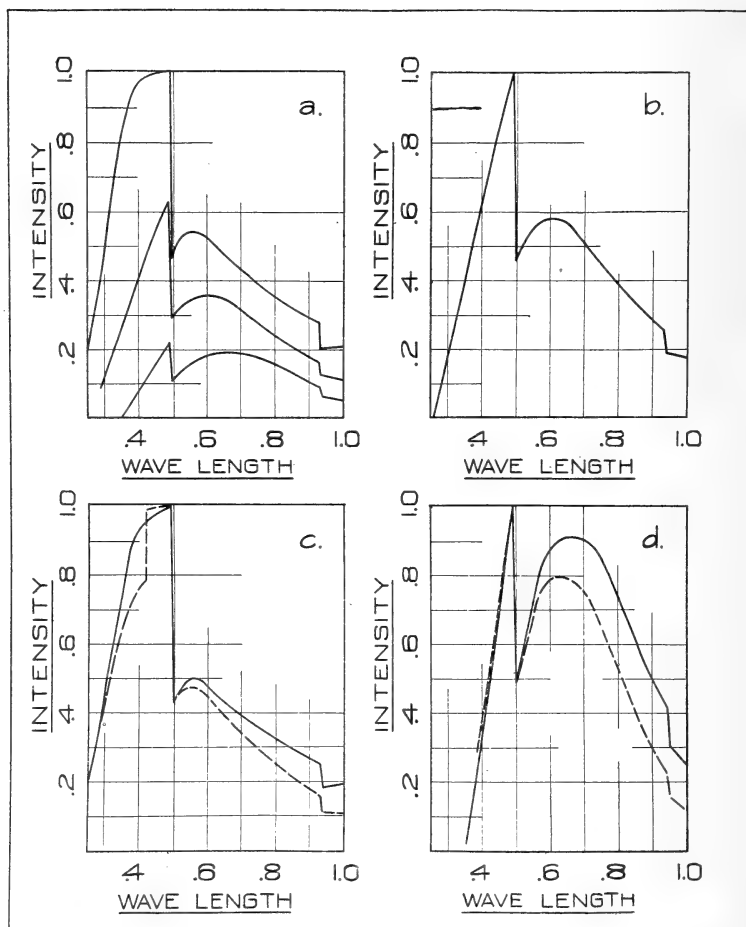 a.
INTENSITY
.2 .4 .6 .8 1.0
.4 .6 .8 1.0
WAVE LENGTH
b.
INTENSITY
.2 .4 .6 .8 1.0
.4 .6 .8 1.0
WAVE LENGTH
c.
INTENSITY
.2 .4 .6 .8 1.0
.4 .6 .8 1.0
WAVE LENGTH
d.
INTENSITY
.2 .4 .6 .8 1.0
.4 .6 .8 1.0
WAVE LENGTH